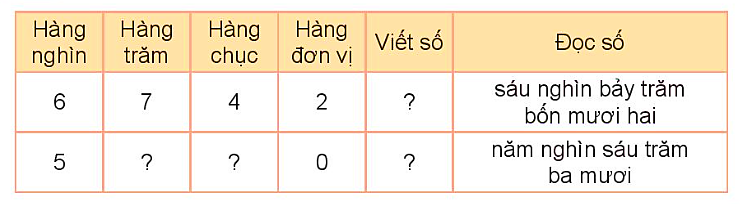 Hàng nghìn
Hàng trăm
Hàng chục
Hàng đơn vị
Viết số
Đọc số
6
7
4
2
?
sáu nghìn bảy trăm
bốn mươi hai
5
?
?
0
?
năm nghìn sáu trăm
ba mươi